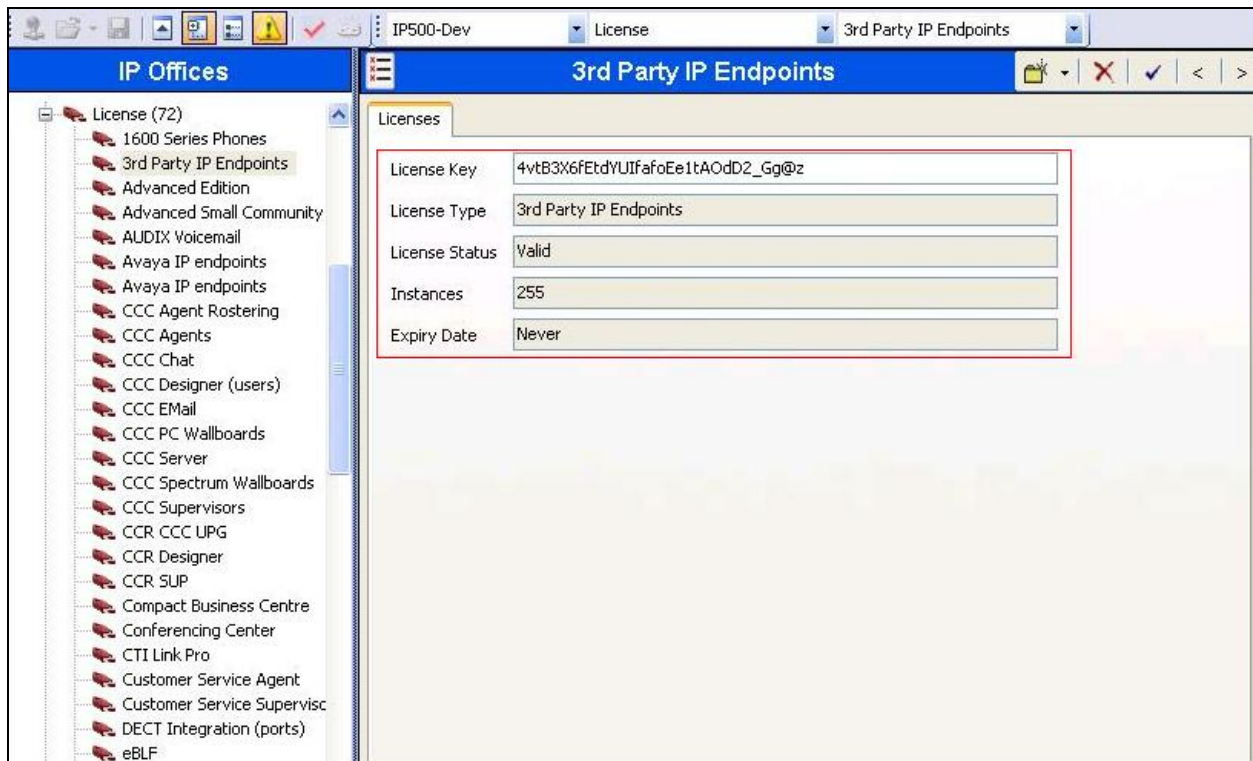 IP500-Dev
License
3rd Party IP Endpoints
IP Offices
3rd Party IP Endpoints
License (72)
1600 Series Phones
3rd Party IP Endpoints
Advanced Edition
Advanced Small Community
AUDIX Voicemail
Avaya IP endpoints
Avaya IP endpoints
CCC Agent Rostering
CCC Agents
CCC Chat
CCC Designer (users)
CCC EMail
CCC PC Wallboards
CCC Server
CCC Spectrum Wallboards
CCC Supervisors
CCR CCC UPG
CCR Designer
CCR SUP
Compact Business Centre
Conferencing Center
CTI Link Pro
Customer Service Agent
Customer Service Supervisc
DECT Integration (ports)
eBLF
Licenses
License Key 4vtB3X6fEtdYUIfafoEe1tAOdD2_Gg@z
License Type 3rd Party IP Endpoints
License Status Valid
Instances 255
Expiry Date Never